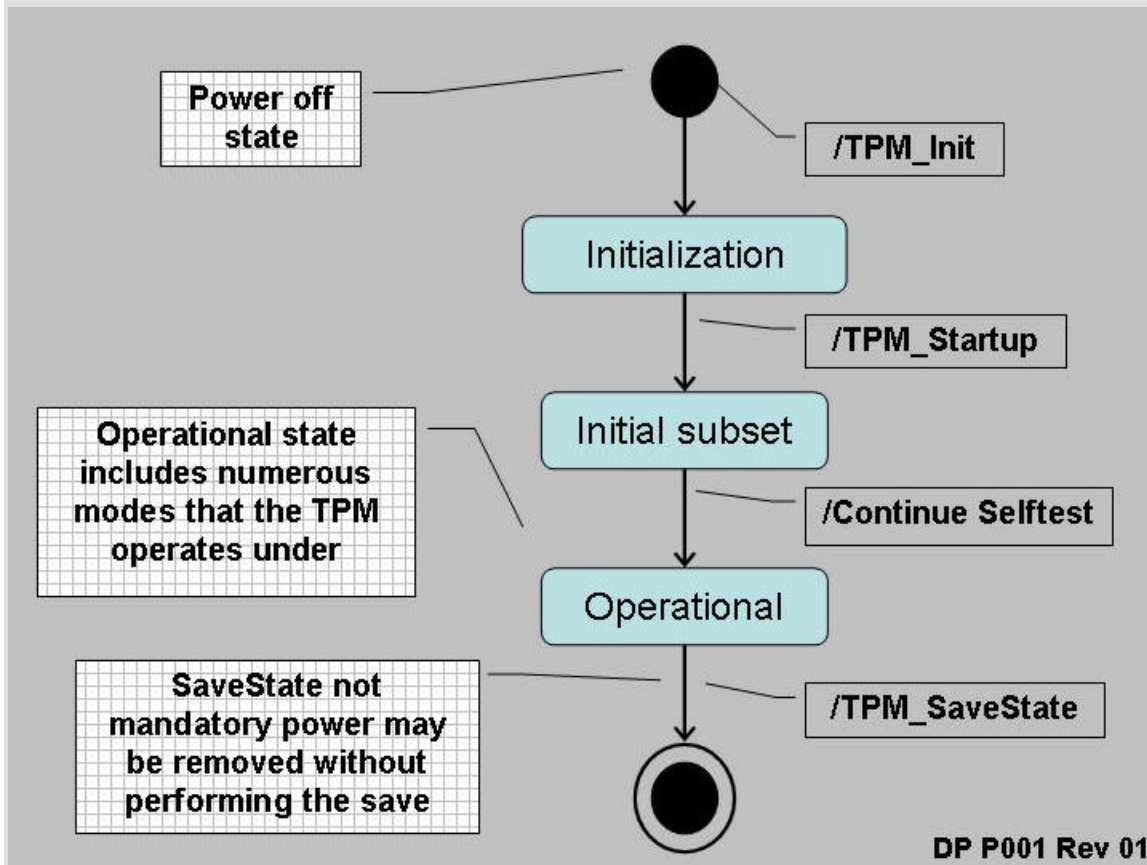 Power off
state
/TPM_Init
Initialization
/TPM_Startup
Initial subset
Operational state
includes numerous
modes that the TPM
operates under
/Continue Selftest
Operational
SaveState not
mandatory power may
be removed without
performing the save
/TPM_SaveState
DP P001 Rev 01